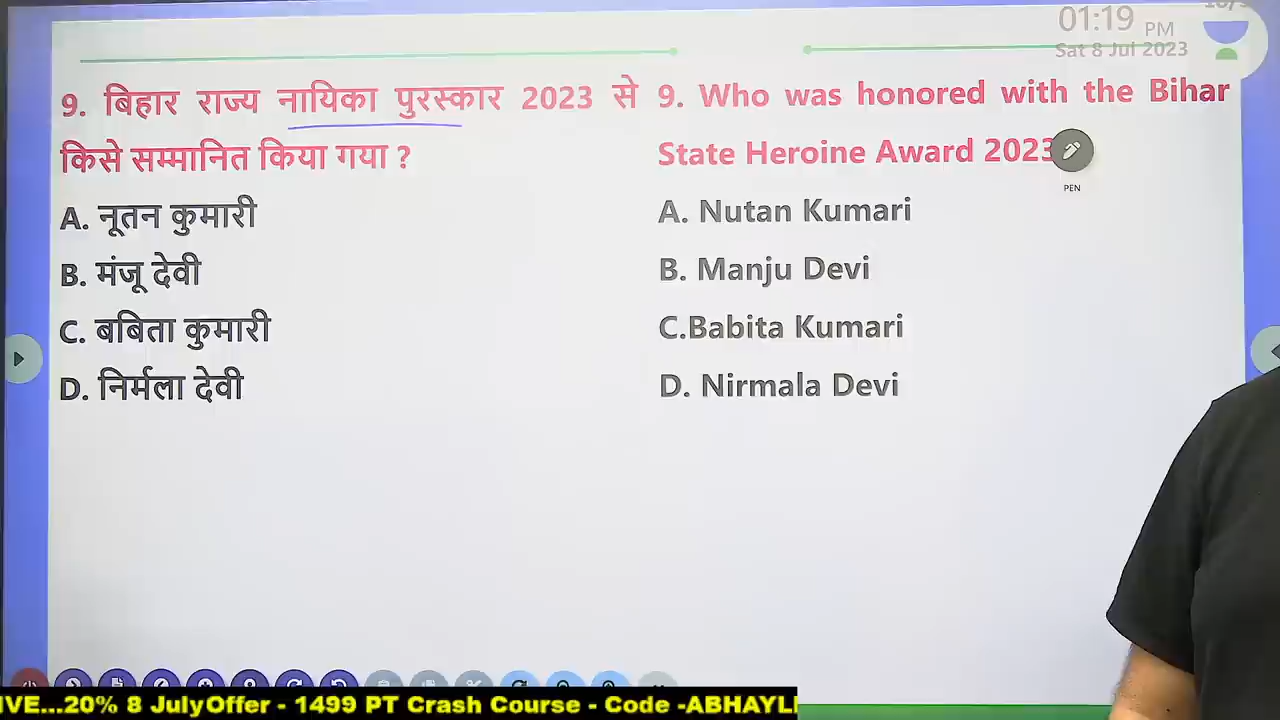 01:19 PM
Sat 8 Jul 2023
9. बिहार राज्य नायिका पुरस्कार 2023 से
किसे सम्मानित किया गया ?
A. नूतन कुमारी
B. मंजू देवी
C. बबिता कुमारी
D. निर्मला देवी
9. Who was honored with the Bihar
State Heroine Award 2023
PEN
A. Nutan Kumari
B. Manju Devi
C.Babita Kumari
D. Nirmala Devi
IVE...20% 8 JulyOffer - 1499 PT Crash Course - Code -ABHAYL